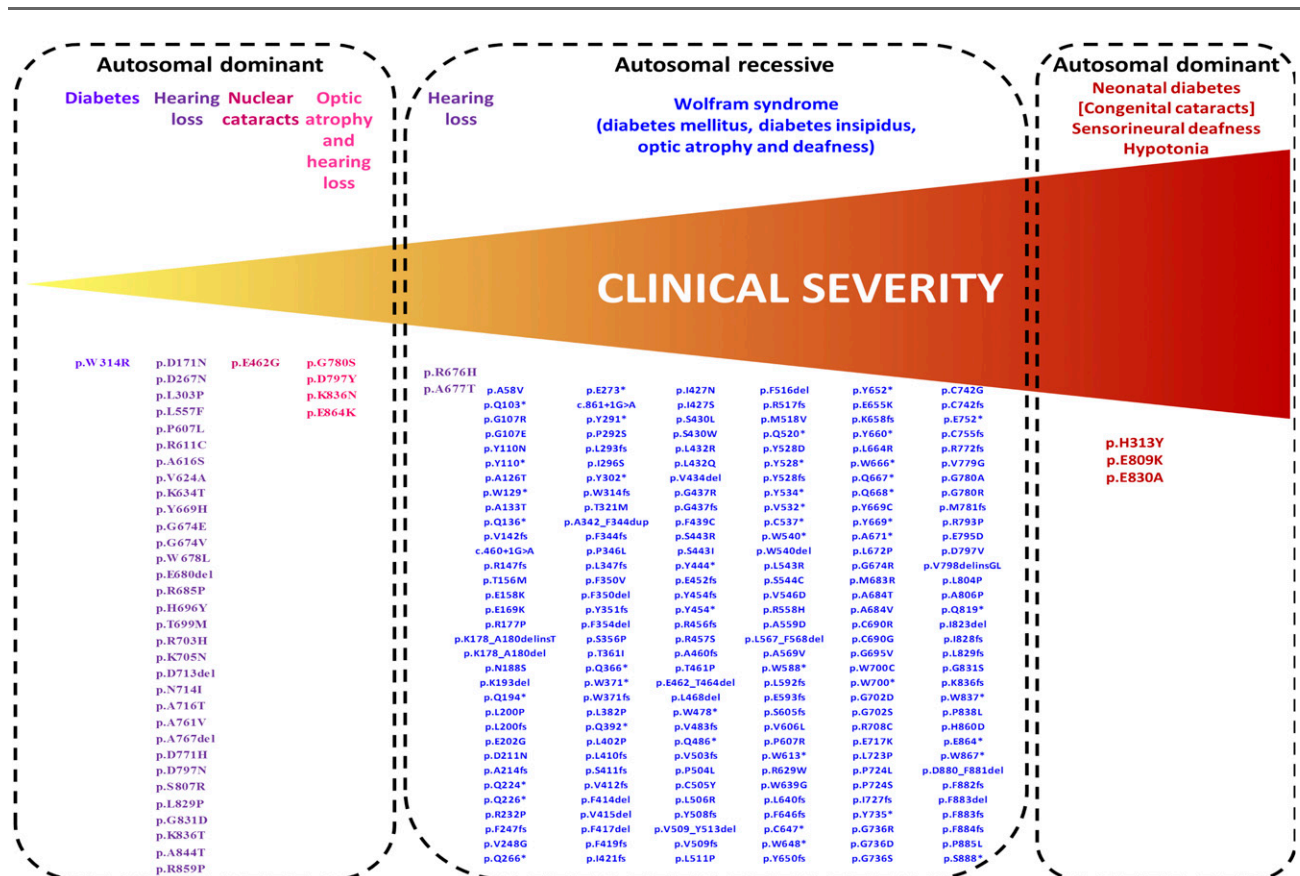 Autosomal dominant
Diabetes
Hearing
loss
Nuclear
cataracts
Optic
atrophy
and
hearing
loss
Autosomal recessive
Hearing
loss
Wolfram syndrome
(diabetes mellitus, diabetes insipidus,
optic atrophy and deafness)
Autosomal dominant
Neonatal diabetes
[Congenital cataracts]
Sensorineural deafness
Hypotonia
CLINICAL SEVERITY
p.W314R
p.D171N
p.D267N
p.L303P
p.L557F
p.P607L
p.R611C
p.A616S
p.V624A
p.K634T
p.Y669H
p.G674E
p.G674V
p.W678L
p.E680del
p.R685P
p.H696Y
p.T699M
p.R703H
p.K705N
p.D713del
p.N714I
p.A716T
p.A761V
p.A767del
p.D771H
p.D797N
p.S807R
p.L829P
p.G831D
p.K836T
p.A844T
p.R859P
p.E462G
p.G780S
p.D797Y
p.K836N
p.E864K
p.R676H
p.A677T
p.A58V
p.Q103*
p.G107R
p.G107E
p.Y110N
p.Y110*
p.A126T
p.W129*
p.A133T
p.Q136*
p.V142fs
c.460+1G>A
p.R147fs
p.T156M
p.E158K
p.E169K
p.R177P
p.K178_A180delinsT
p.K178_A180del
p.N188S
p.K193del
p.Q194*
p.L200P
p.L200fs
p.E202G
p.D211N
p.A214fs
p.Q224*
p.Q226*
p.R232P
p.F247fs
p.V248G
p.Q266*
p.E273*
c.861+1G>A
p.Y291*
p.P292S
p.L293fs
p.I296S
p.Y302*
p.W314fs
p.T321M
p.A342_F344dup
p.F344fs
p.P346L
p.L347fs
p.F350V
p.F350del
p.Y351fs
p.F354del
p.S356P
p.T361I
p.Q366*
p.W371*
p.W371fs
p.L382P
p.Q392*
p.L402P
p.L410fs
p.S411fs
p.V412fs
p.F414del
p.V415del
p.F417del
p.F419fs
p.I421fs
p.I427N
p.I427S
p.S430L
p.S430W
p.L432R
p.L432Q
p.V434del
p.G437R
p.G437fs
p.F439C
p.S443R
p.S443I
p.Y444*
p.E452fs
p.Y454fs
p.Y454*
p.R456fs
p.R457S
p.A460fs
p.T461P
p.E462_T464del
p.L468del
p.W478*
p.V483fs
p.Q486*
p.V503fs
p.P504L
p.C505Y
p.L506R
p.Y508fs
p.V509_Y513del
p.V509fs
p.L511P
p.F516del
p.R517fs
p.M518V
p.Q520*
p.Y528D
p.Y528*
p.Y528fs
p.Y534*
p.V532*
p.C537*
p.W540*
p.W540del
p.L543R
p.S544C
p.V546D
p.R558H
p.A559D
p.L567_F568del
p.A569V
p.W588*
p.L592fs
p.E593fs
p.S605fs
p.V606L
p.P607R
p.W613*
p.R629W
p.W639G
p.L640fs
p.F646fs
p.C647*
p.W648*
p.Y650fs
p.Y652*
p.E655K
p.K658fs
p.Y660*
p.L664R
p.W666*
p.Q667*
p.Q668*
p.Y669C
p.Y669*
p.A671*
p.L672P
p.G674R
p.M683R
p.A684T
p.A684V
p.C690R
p.C690G
p.G695V
p.W700C
p.W700*
p.G702D
p.G702S
p.R708C
p.E717K
p.L723P
p.P724L
p.P724S
p.I727fs
p.Y735*
p.G736R
p.G736D
p.G736S
p.C742G
p.C742fs
p.E752*
p.C755fs
p.R772fs
p.V779G
p.G780A
p.G780R
p.M781fs
p.R793P
p.E795D
p.D797V
p.V798delinsGL
p.L804P
p.A806P
p.Q819*
p.I823del
p.I828fs
p.L829fs
p.G831S
p.K836fs
p.W837*
p.P838L
p.H860D
p.E864*
p.W867*
p.D880_F881del
p.F882fs
p.F883del
p.F883fs
p.F884fs
p.P885L
p.S888*
p.H313Y
p.E809K
p.E830A